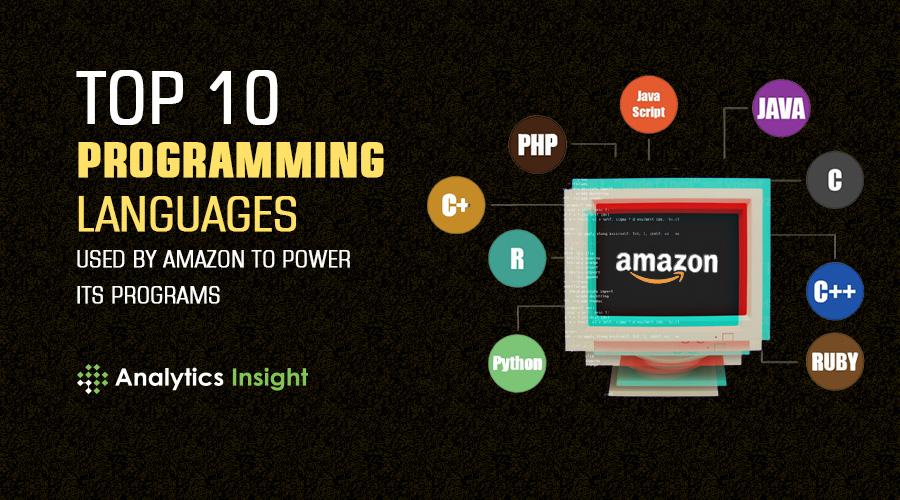 TOP 10
PROGRAMMING
LANGUAGES
USED BY AMAZON TO POWER
ITS PROGRAMS
Analytics Insight
Java
Script
JAVA
PHP
C
C+
R
amazon
C++
Python
RUBY